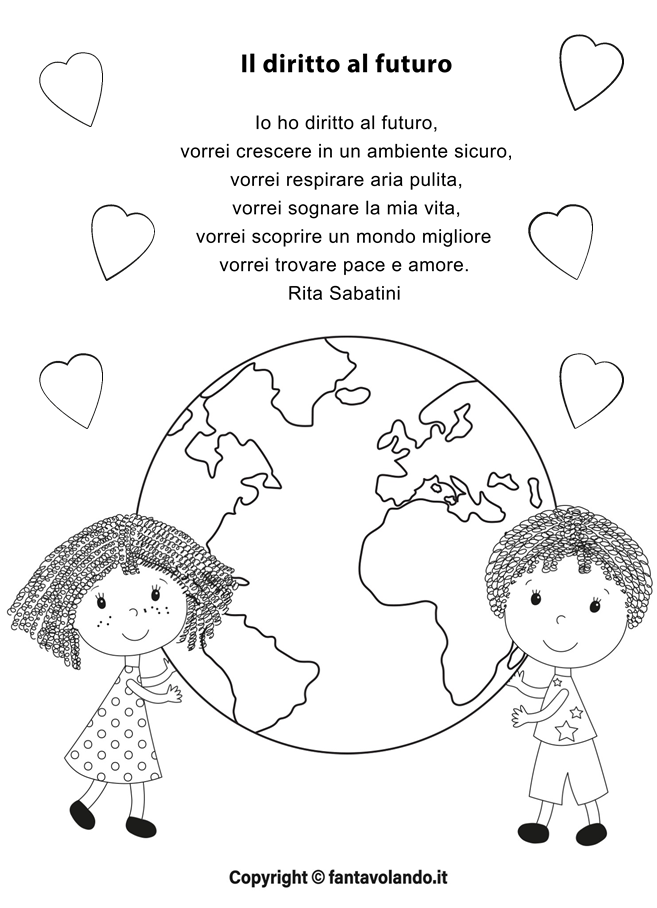 Il diritto al futuro
Io ho diritto al futuro,
vorrei crescere in un ambiente sicuro,
vorrei respirare aria pulita,
vorrei sognare la mia vita,
vorrei scoprire un mondo migliore
vorrei trovare pace e amore.
Rita Sabatini
Copyright © fantavolando.it